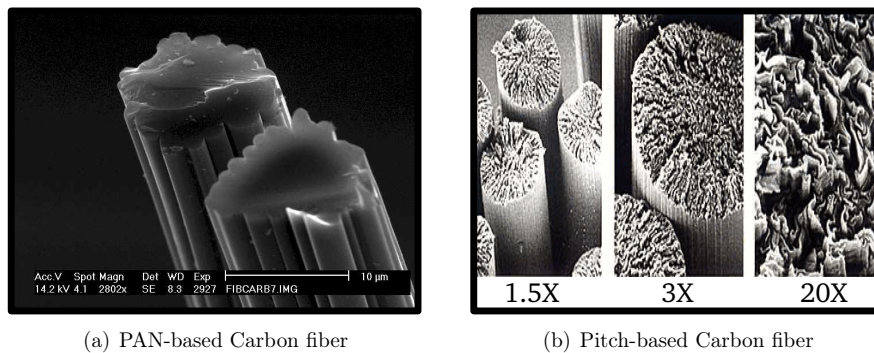 Acc.V Spot Magn Det WD Exp 10 µm
14.2 kV 4.1 2802x SE 8.3 2927 FIBCARB7.IMG
1.5X 3X 20X
(a) PAN-based Carbon fiber
(b) Pitch-based Carbon fiber